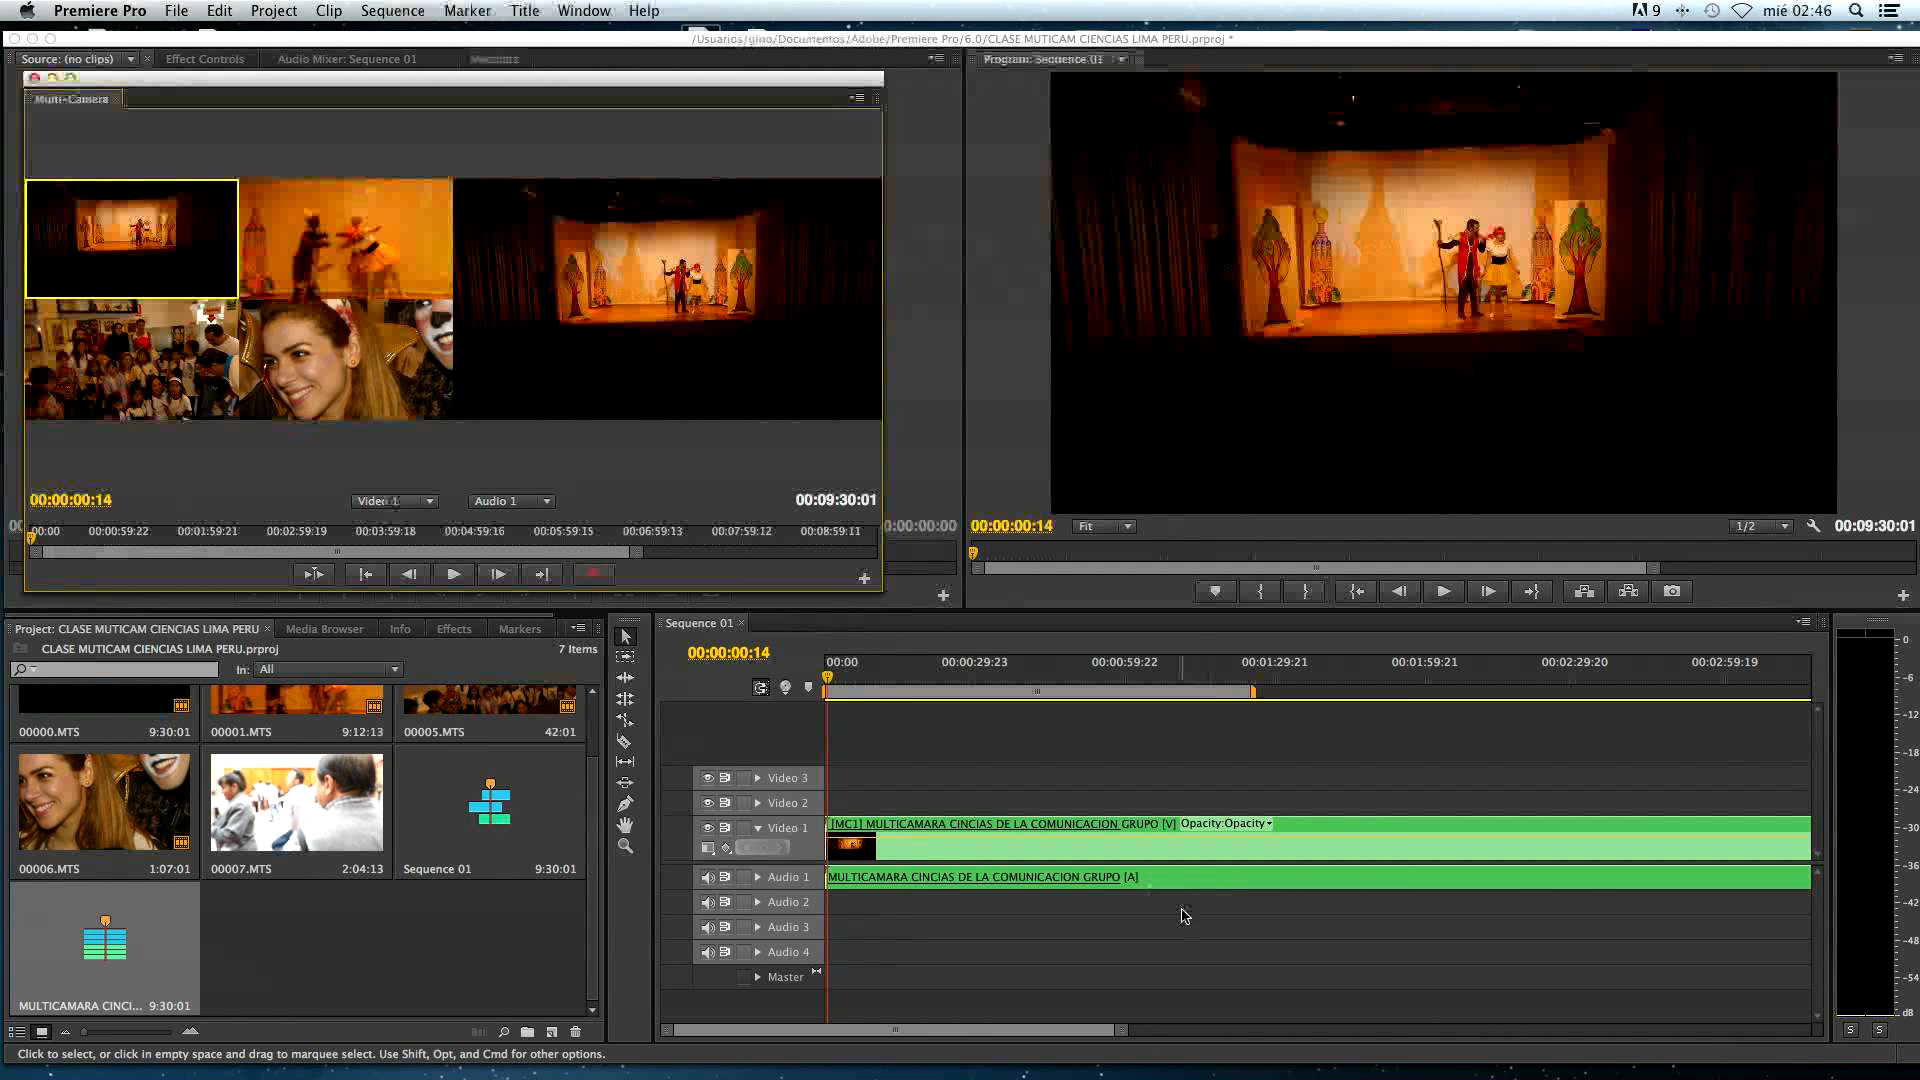 Premiere Pro File Edit Project Clip Sequence Marker Title Window Help
9 mié 02:46
/Usuarios/gino/Documentos/Adobe/Premiere Pro/6.0/CLASE MUTICAM CIENCIAS LIMA PERU.prproj *
Source: (no clips) Effect Controls Audio Mixer: Sequence 01
Program: Sequence 01
Multi-Camera
00:00:00:14 Video 1 Audio 1 00:09:30:01
00:00 00:00:59:22 00:01:59:21 00:02:59:19 00:03:59:18 00:04:59:16 00:05:59:15 00:06:59:13 00:07:59:12 00:08:59:11
00:00:00:14 Fit 1/2 00:09:30:01
Project: CLASE MUTICAM CIENCIAS LIMA PERU Media Browser Info Effects Markers
CLASE MUTICAM CIENCIAS LIMA PERU.prproj 7 Items
In: All
00000.MTS 9:30:01
00001.MTS 9:12:13
00005.MTS 42:01
00006.MTS 1:07:01
00007.MTS 2:04:13
Sequence 01 9:30:01
MULTICAMARA CINCI... 9:30:01
Sequence 01
00:00:00:14
00:00 00:00:29:23 00:00:59:22 00:01:29:21 00:01:59:21 00:02:29:20 00:02:59:19
Video 3
Video 2
Video 1
[MC1] MULTICAMARA CINCIAS DE LA COMUNICACION GRUPO [V] Opacity:Opacity
Audio 1
MULTICAMARA CINCIAS DE LA COMUNICACION GRUPO [A]
Audio 2
Audio 3
Audio 4
Master
0
-6
-12
-18
-24
-30
-36
-42
-48
-54
dB
S S
Click to select, or click in empty space and drag to marquee select. Use Shift, Opt, and Cmd for other options.